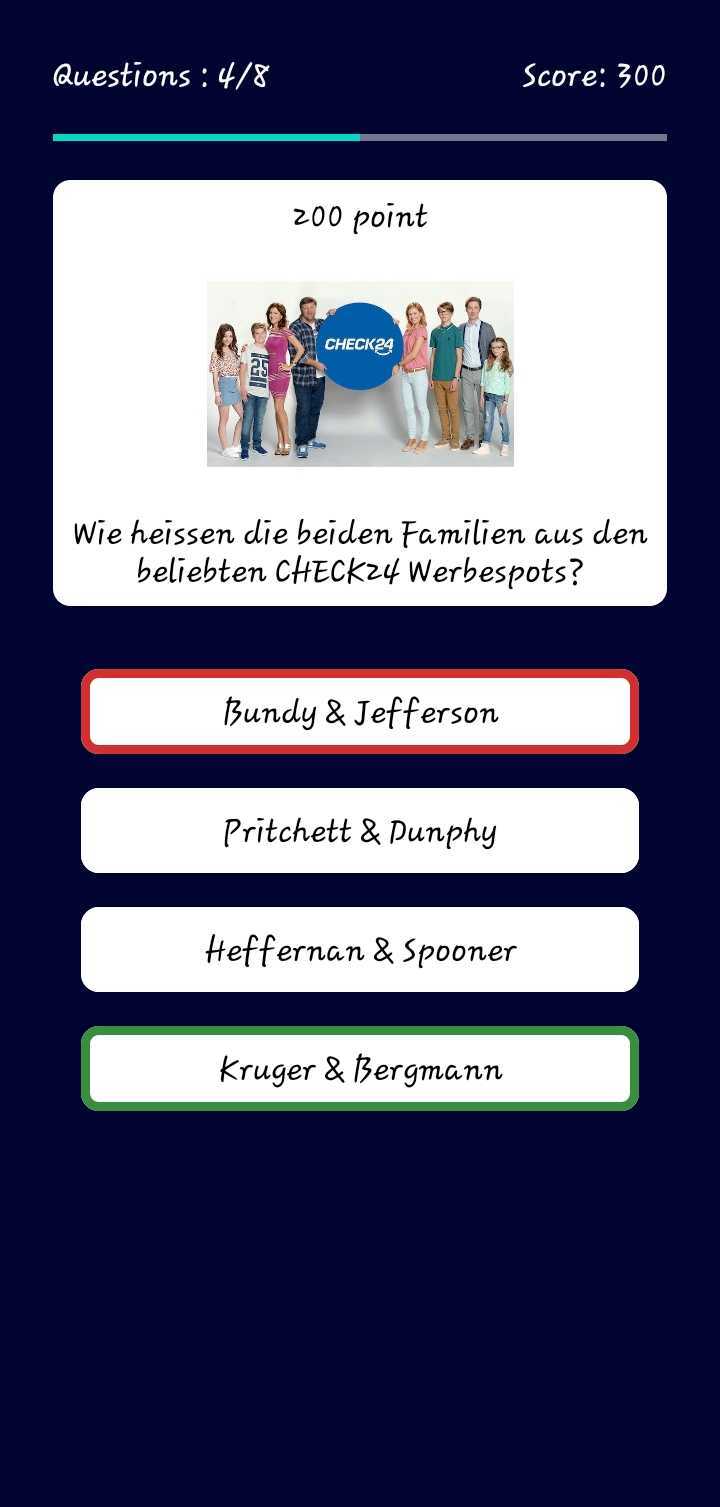 Questions : 4/8
Score: 300
200 point
25
CHECK24
Wie heissen die beiden Familien aus den
beliebten CHECK24 Werbespots?
Bundy & Jefferson
Pritchett & Dunphy
Heffernan & Spooner
Kruger & Bergmann